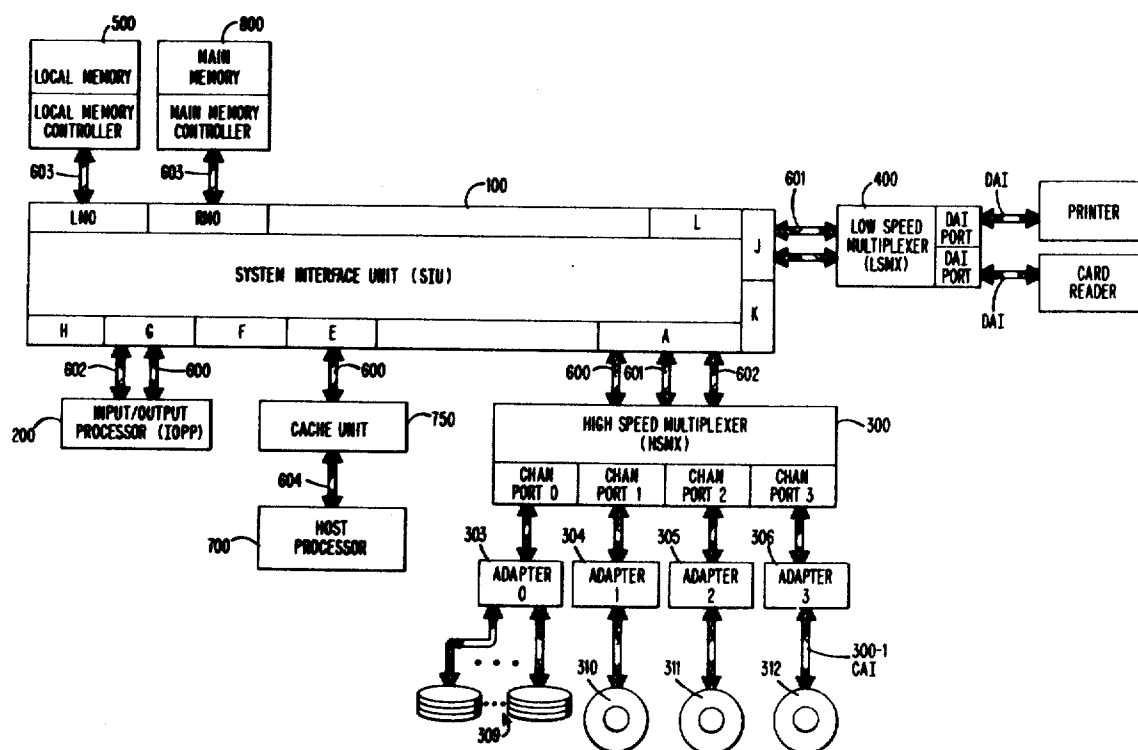 500
800
LOCAL MEMORY
MAIN
MEMORY
LOCAL MEMORY
CONTROLLER
MAIN MEMORY
CONTROLLER
603
603
100
601
400
DAI
LMO
RMO
L
J
LOW SPEED
MULTIPLEXER
(LSMX)
DAI
PORT
DAI
PORT
PRINTER
SYSTEM INTERFACE UNIT (SIU)
K
DAI
CARD
READER
H
G
F
E
A
602
600
600
600
601
602
200
INPUT/OUTPUT
PROCESSOR (IOPP)
CACHE UNIT
750
HIGH SPEED MULTIPLEXER
(HSMX)
300
604
CHAN
PORT 0
CHAN
PORT 1
CHAN
PORT 2
CHAN
PORT 3
700
HOST
PROCESSOR
303
304
305
306
ADAPTER
0
ADAPTER
1
ADAPTER
2
ADAPTER
3
300-1
CAI
310
311
312
309